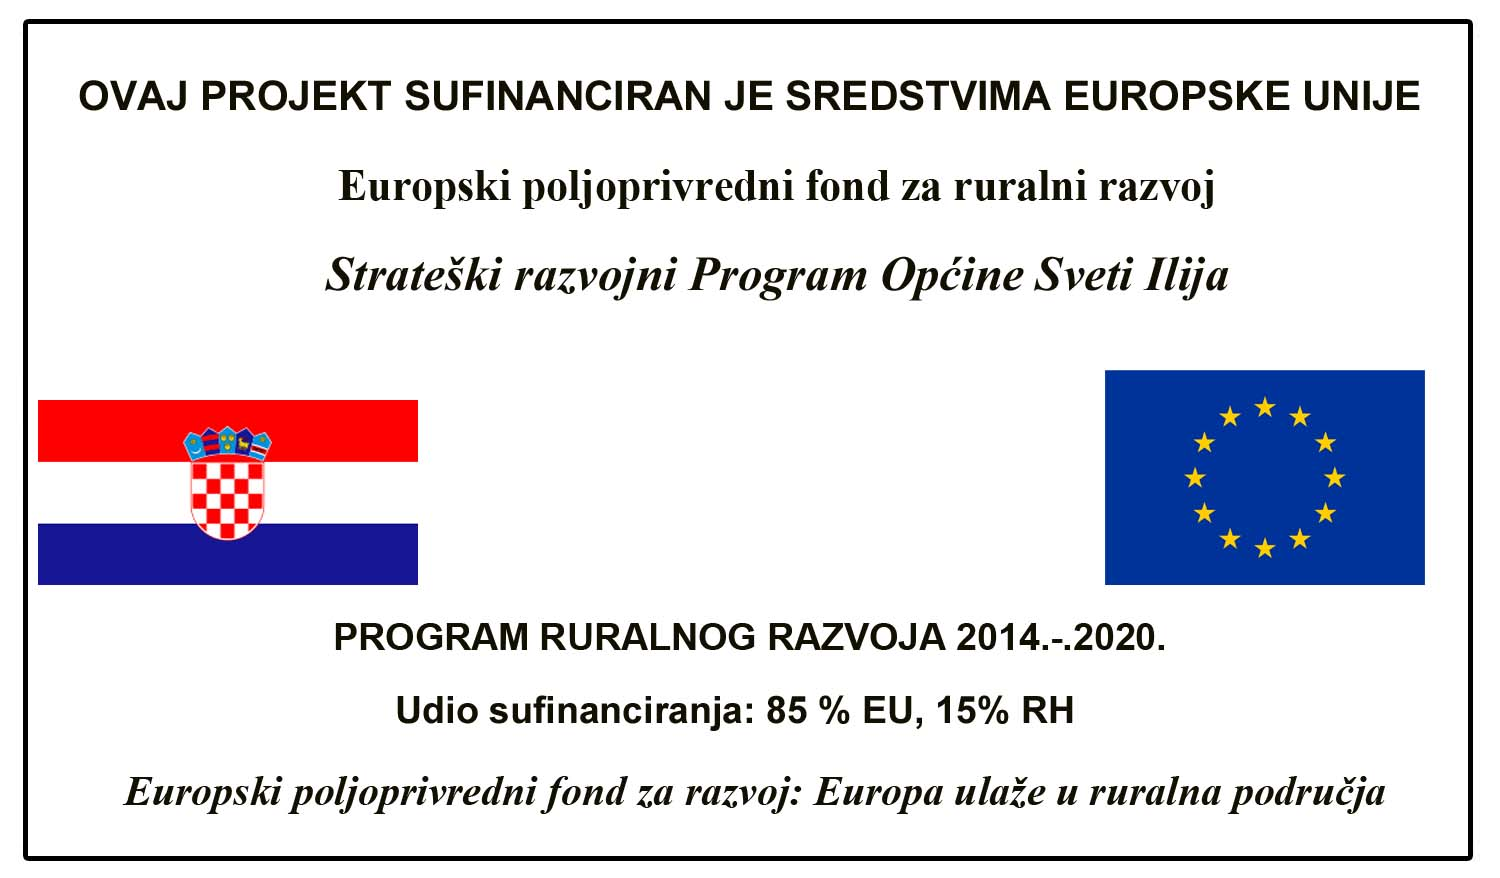 OVAJ PROJEKT SUFINANCIRAN JE SREDSTVIMA EUROPSKE UNIJE
Europski poljoprivredni fond za ruralni razvoj
Strateški razvojni Program Općine Sveti Ilija
PROGRAM RURALNOG RAZVOJA 2014.-.2020.
Udio sufinanciranja: 85 % EU, 15% RH
Europski poljoprivredni fond za razvoj: Europa ulaže u ruralna područja